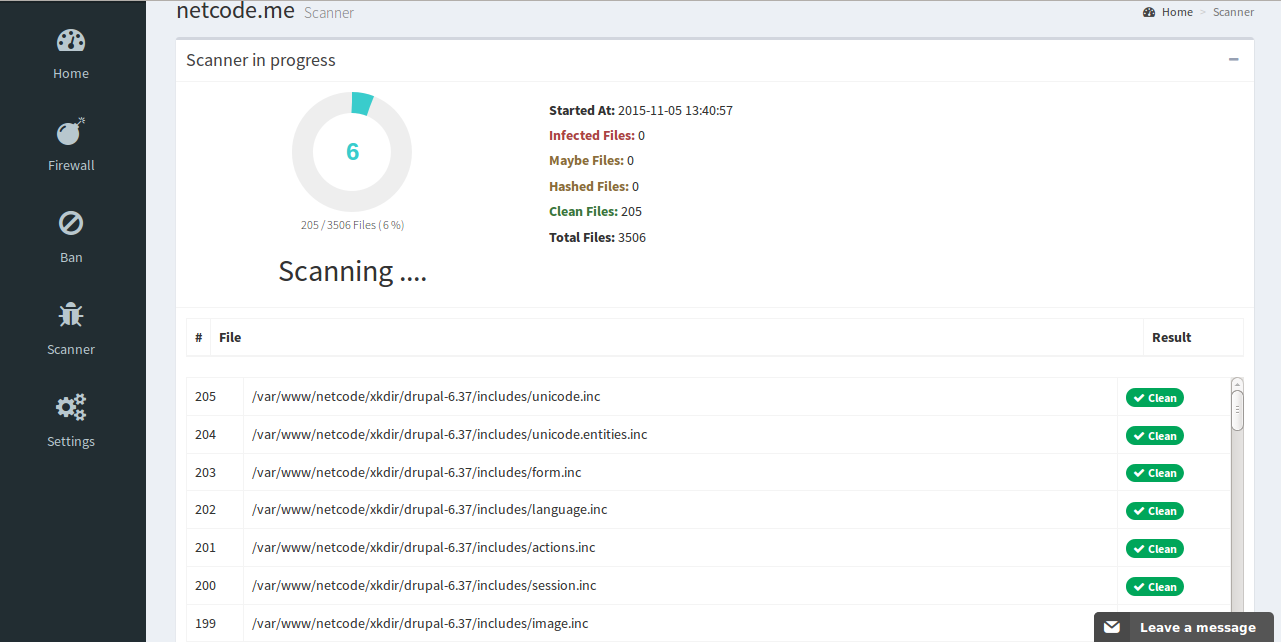 netcode.me Scanner
Home > Scanner
Home
Firewall
Ban
Scanner
Settings
Scanner in progress
6
205 / 3506 Files (6 %)
Scanning ....
Started At: 2015-11-05 13:40:57
Infected Files: 0
Maybe Files: 0
Hashed Files: 0
Clean Files: 205
Total Files: 3506
# File Result
205 /var/www/netcode/xkdir/drupal-6.37/includes/unicode.inc Clean
204 /var/www/netcode/xkdir/drupal-6.37/includes/unicode.entities.inc Clean
203 /var/www/netcode/xkdir/drupal-6.37/includes/form.inc Clean
202 /var/www/netcode/xkdir/drupal-6.37/includes/language.inc Clean
201 /var/www/netcode/xkdir/drupal-6.37/includes/actions.inc Clean
200 /var/www/netcode/xkdir/drupal-6.37/includes/session.inc Clean
199 /var/www/netcode/xkdir/drupal-6.37/includes/image.inc
Leave a message